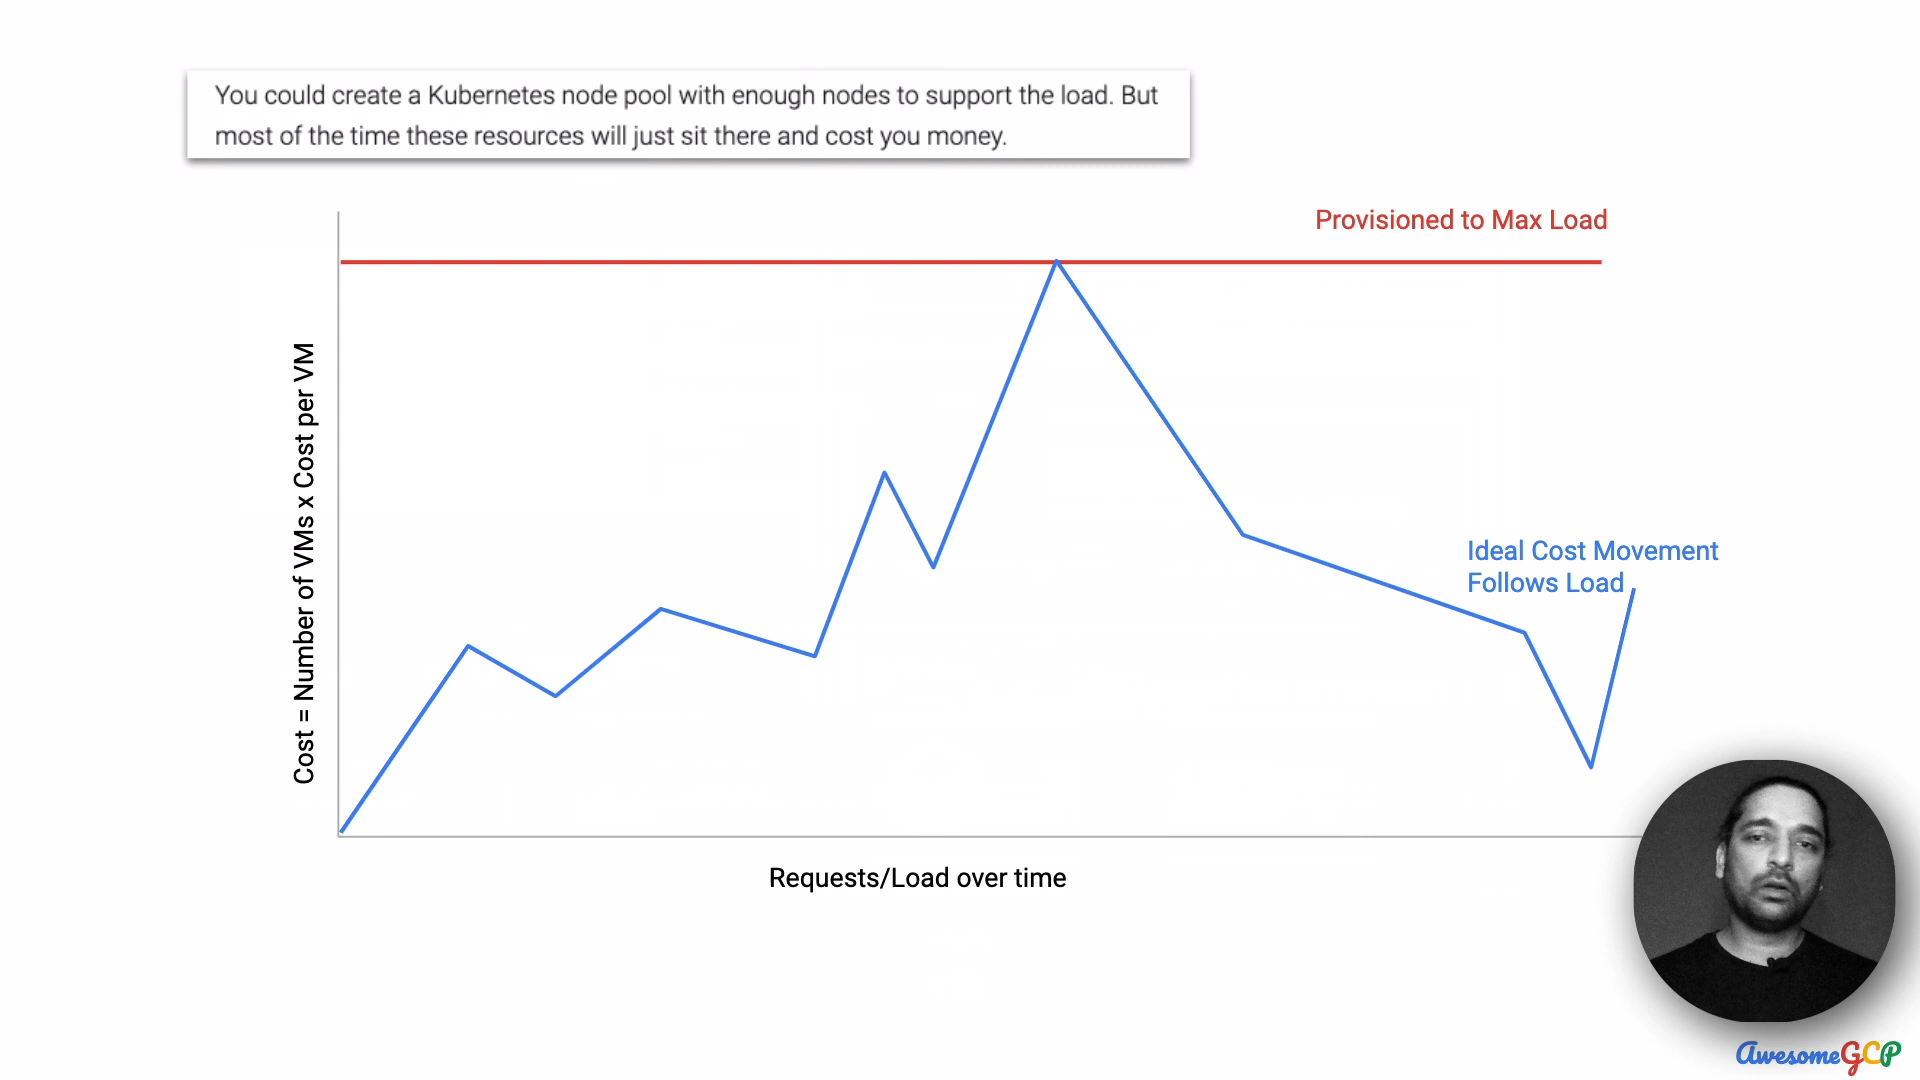 You could create a Kubernetes node pool with enough nodes to support the load. But
most of the time these resources will just sit there and cost you money.
Provisioned to Max Load
Cost = Number of VMs x Cost per VM
Ideal Cost Movement
Follows Load
Requests/Load over time
AwesomeGCP